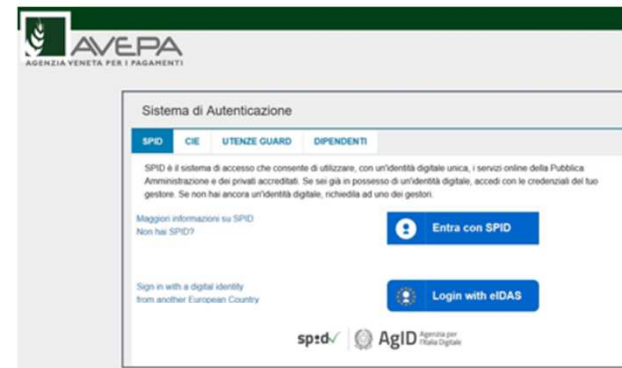 AVEPA
AGENZIA VENETA PER I PAGAMENTI
Sistema di Autenticazione
SPID CIE UTENZE GUARD DIPENDENTI
SPID è il sistema di accesso che consente di utilizzare, con un'identità digitale unica, i servizi online della Pubblica
Amministrazione e dei privati accreditati. Se sei già in possesso di un'identità digitale, accedi con le credenziali del tuo
gestore. Se non hai ancora un'identità digitale, richiedila ad uno dei gestori.
Maggiori informazioni su SPID
Non hai SPID?
Entra con SPID
Sign in with a digital identity
from another European Country
Login with eIDAS
spid AgID Agenzia per
l'Italia Digitale